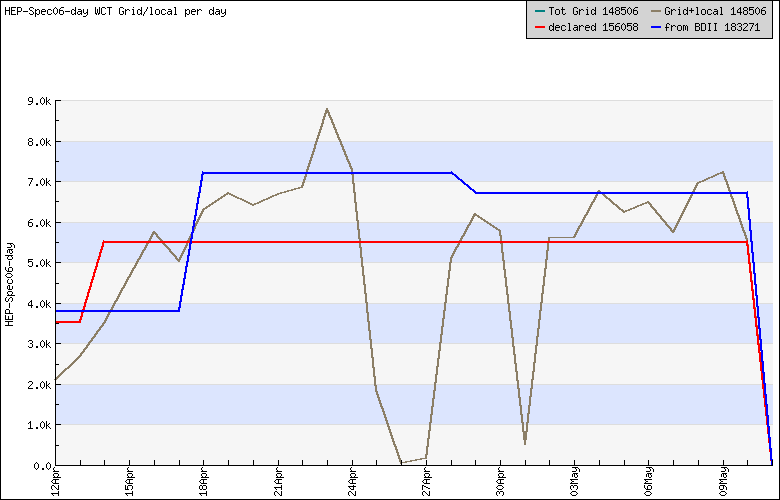 HEP-Spec06-day WCT Grid/local per day
Tot Grid 148506 Grid+local 148506
declared 156058 from BDII 183271
9.0k
8.0k
7.0k
6.0k
5.0k
4.0k
3.0k
2.0k
1.0k
0.0
HEP-Spec06-day
12Apr 15Apr 18Apr 21Apr 24Apr 27Apr 30Apr 03May 06May 09May